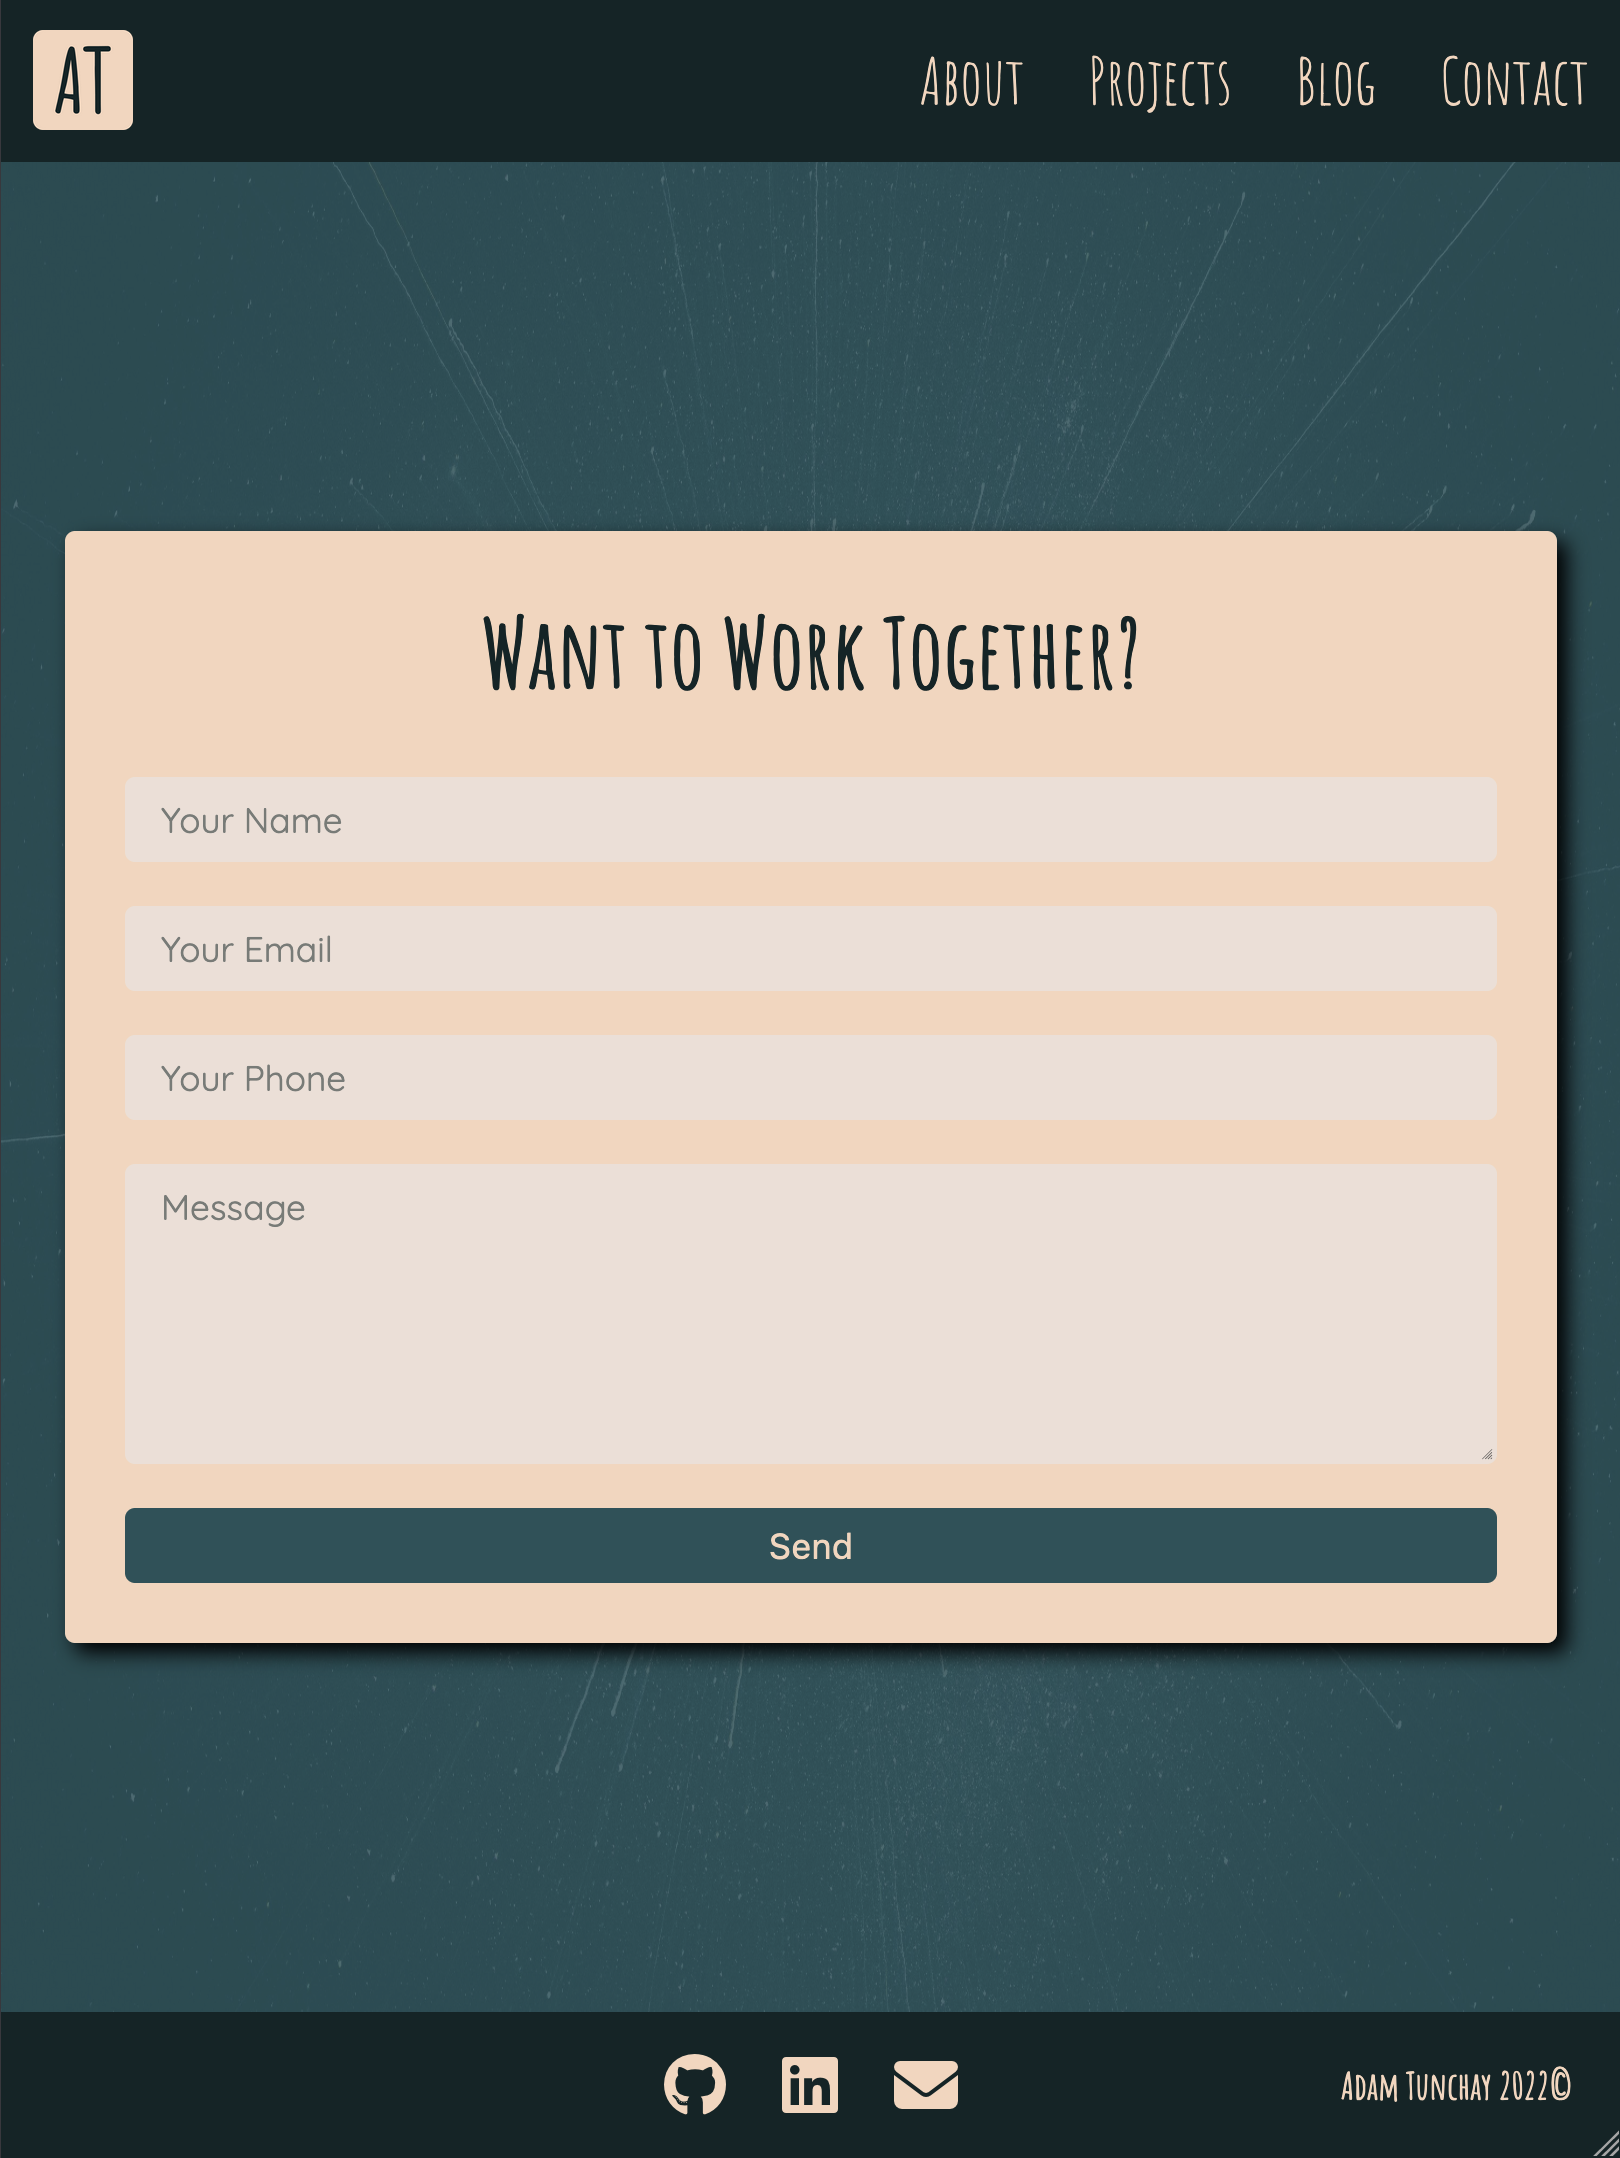 AT
About Projects Blog Contact
Want to Work Together?
Your Name
Your Email
Your Phone
Message
Send
in
Adam Tunchay 2022©